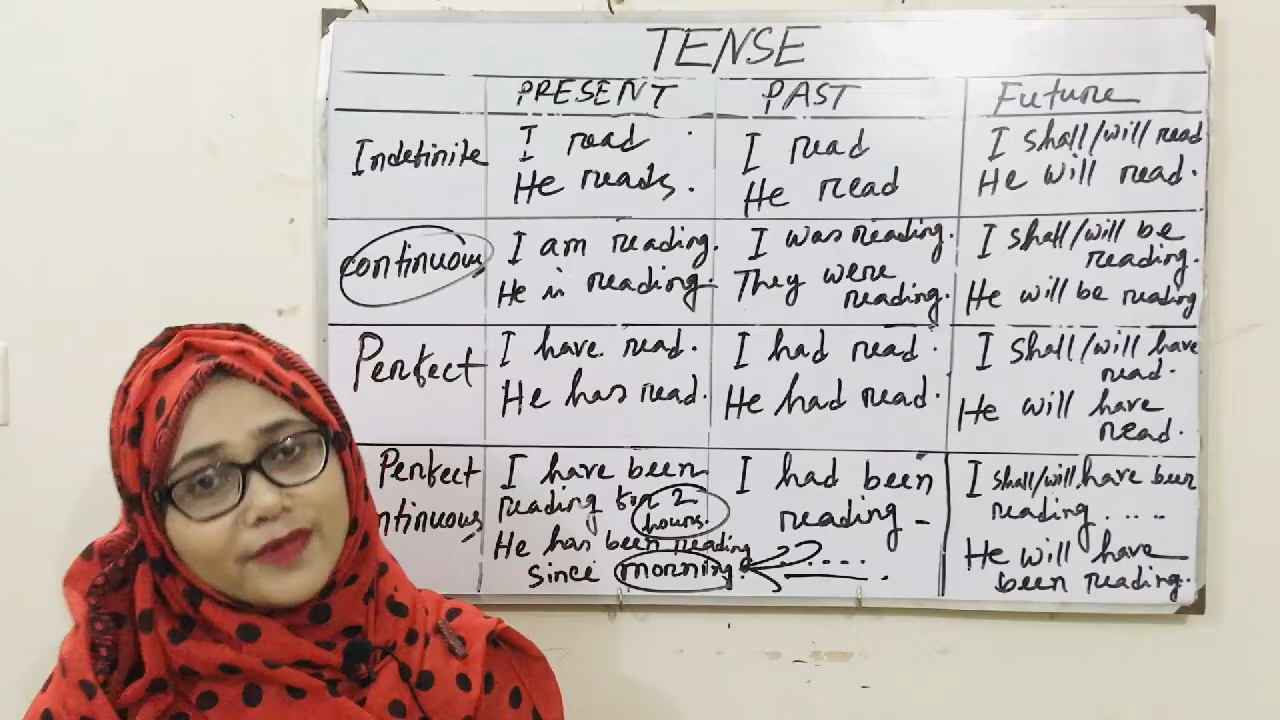 TENSE
PRESENT PAST Future
Indefinite
I read
He reads.
I read
He read
I shall/will read
He will read.
continuous
I am reading.
He is reading.
I was reading.
They were
reading.
I shall/will be
reading.
He will be reading
Perfect
I have read.
He has read.
I had read.
He had read.
I shall/will have
read.
He will have
read.
Perfect
ntinuous
I have been
reading for 2
hours.
He has been reading
since morning.
I had been
reading -
I shall/will have been
reading....
He will have
been reading.